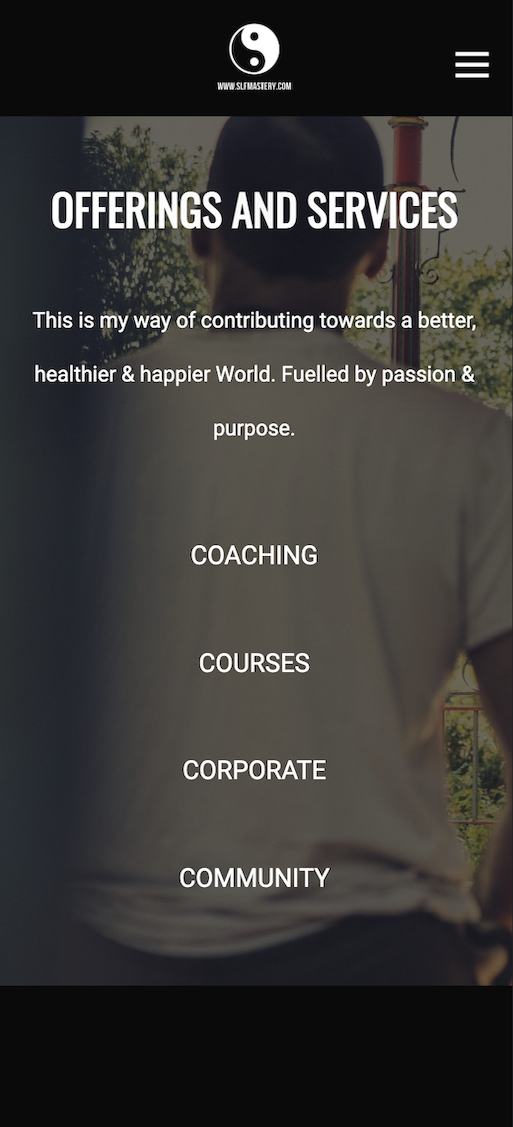 WWW.SLFMASTERY.COM
OFFERINGS AND SERVICES
This is my way of contributing towards a better,
healthier & happier World. Fuelled by passion &
purpose.
COACHING
COURSES
CORPORATE
COMMUNITY